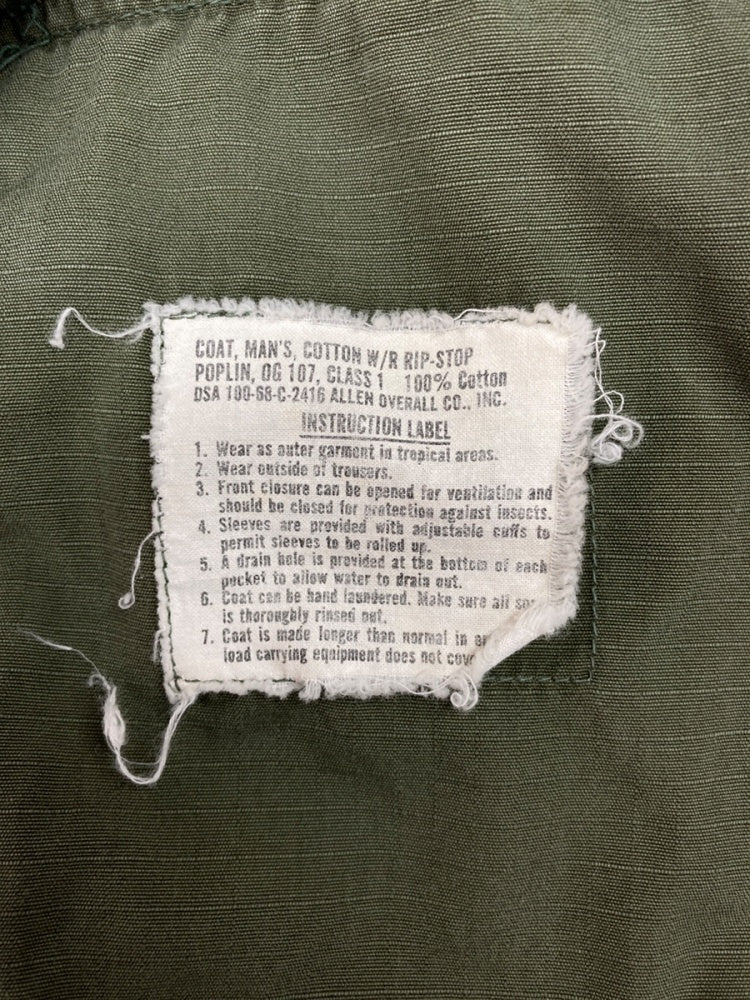 COAT, MAN'S, COTTON W/R RIP-STOP
POPLIN, OG 107, CLASS 1 100% Cotton
DSA 100-68-C-2416 ALLEN OVERALL CO., INC.
INSTRUCTION LABEL
1. Wear as outer garment in tropical areas.
2. Wear outside of trousers.
3. Front closure can be opened for ventilation and
should be closed for protection against insects.
4. Sleeves are provided with adjustable cuffs to
permit sleeves to be rolled up.
5. A drain hole is provided at the bottom of each
pocket to allow water to drain out.
6. Coat can be hand laundered. Make sure all
is thoroughly rinsed out.
7. Coat is made longer than normal in
load carrying equipment does not